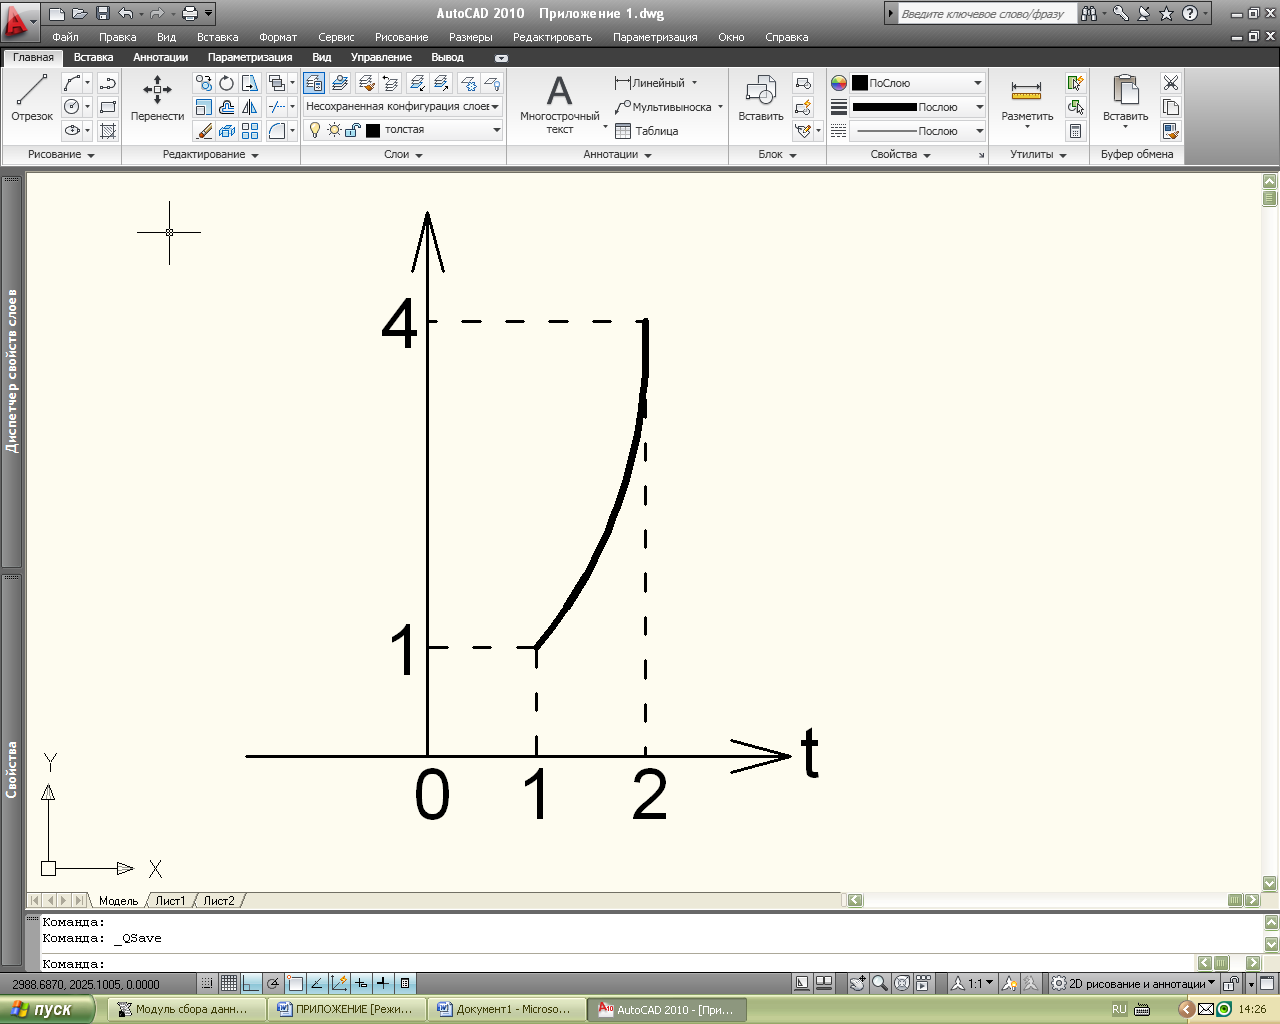 AutoCAD 2010 Приложение 1.dwg
Введите ключевое слово/фразу
Файл Правка Вид Вставка Формат Сервис Рисование Размеры Редактировать Параметризация Окно Справка
Главная Вставка Аннотации Параметризация Вид Управление Вывод
Отрезок
Перенести
Несохраненная конфигурация слоев
толстая
Многострочный текст
Линейный
Мультивыноска
Таблица
Вставить
ПоСлою
Послою
Послою
Разметить
Вставить
Рисование Редактирование Слои Аннотации Блок Свойства Утилиты Буфер обмена
Диспетчер свойств слоев
Свойства
4
1
0 1 2
t
Y
X
Модель Лист1 Лист2
Команда:
Команда: _QSave
Команда:
2988.6870, 2025.1005, 0.0000
1:1
2D рисование и аннотации
пуск
Модуль сбора данн...
ПРИЛОЖЕНИЕ [Режи...
Документ1 - Microso...
AutoCAD 2010 - [При...
RU
14:26